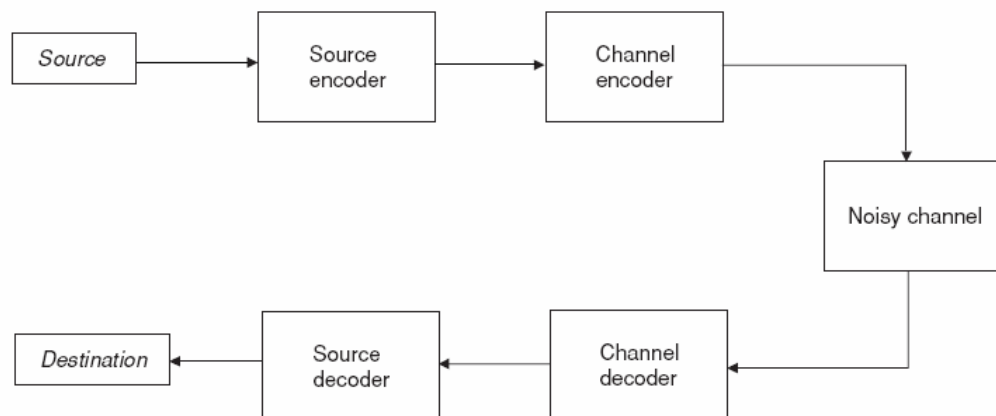 Source
Source
encoder
Channel
encoder
Noisy channel
Channel
decoder
Source
decoder
Destination